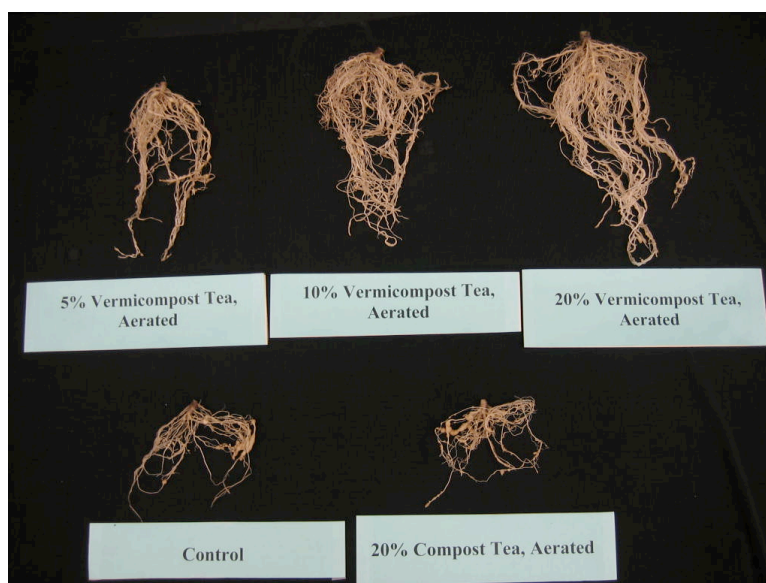 5% Vermicompost Tea,
Aerated
10% Vermicompost Tea,
Aerated
20% Vermicompost Tea,
Aerated
Control
20% Compost Tea, Aerated